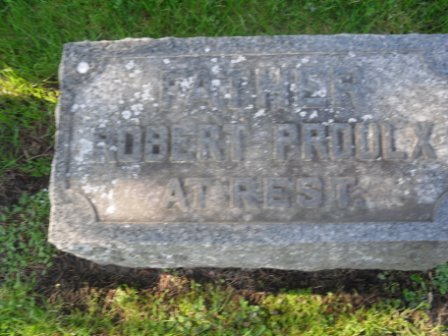 FATHER
ROBERT PROULX
AT REST.